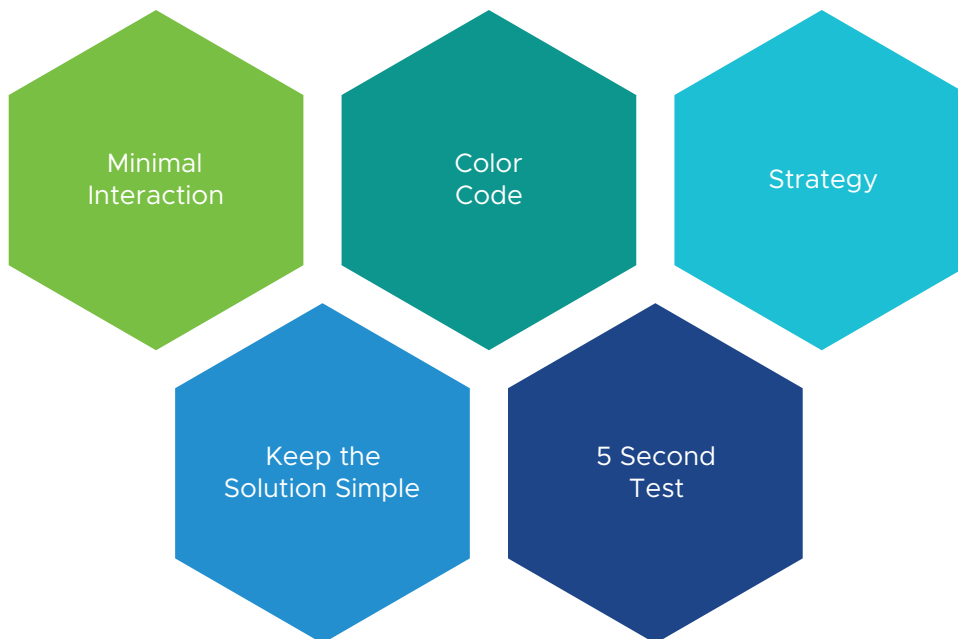 Minimal
Interaction
Color
Code
Strategy
Keep the
Solution Simple
5 Second
Test